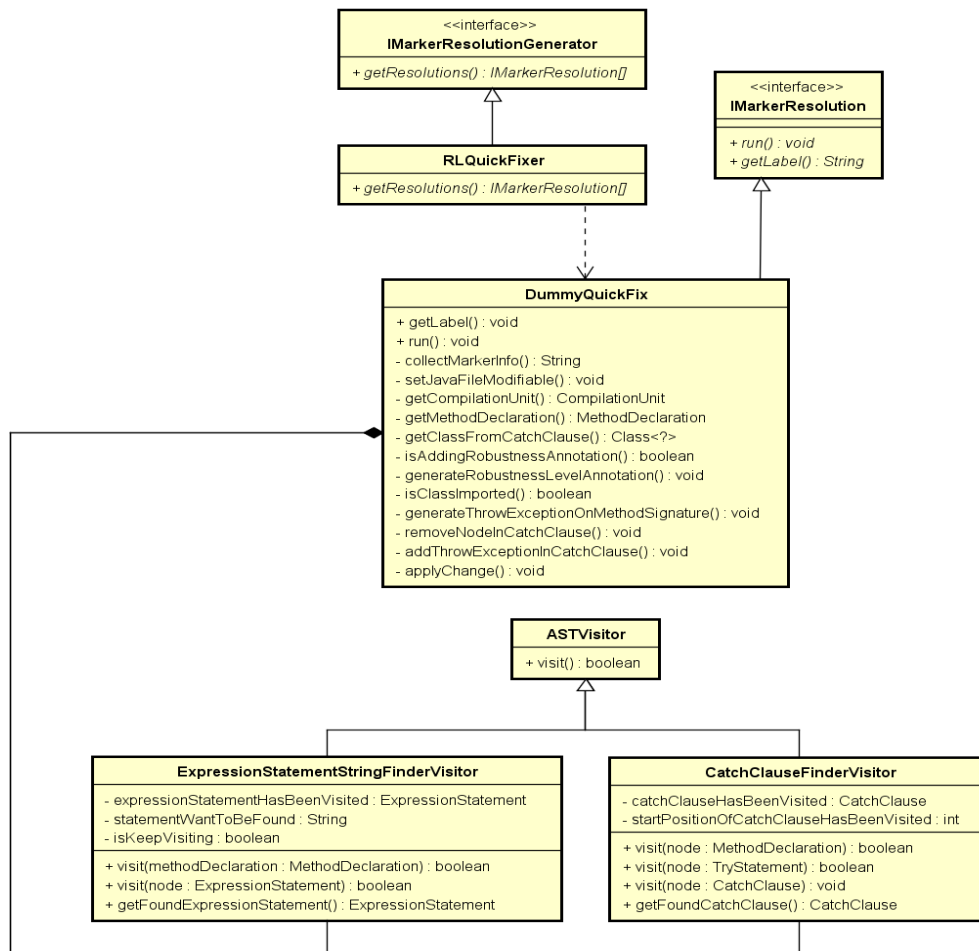 <<interface>>
IMarkerResolutionGenerator
+ getResolutions() : IMarkerResolution[]
<<interface>>
IMarkerResolution
+ run() : void
+ getLabel() : String
RLQuickFixer
+ getResolutions() : IMarkerResolution[]
DummyQuickFix
+ getLabel() : void
+ run() : void
- collectMarkerInfo() : String
- setJavaFileModifiable() : void
- getCompilationUnit() : CompilationUnit
- getMethodDeclaration() : MethodDeclaration
- getClassFromCatchClause() : Class<?>
- isAddingRobustnessAnnotation() : boolean
- generateRobustnessLevelAnnotation() : void
- isClassImported() : boolean
- generateThrowExceptionOnMethodSignature() : void
- removeNodeInCatchClause() : void
- addThrowExceptionInCatchClause() : void
- applyChange() : void
ASTVisitor
+ visit() : boolean
ExpressionStatementStringFinderVisitor
- expressionStatementHasBeenVisited : ExpressionStatement
- statementWantToBeFound : String
- isKeepVisiting : boolean
+ visit(methodDeclaration : MethodDeclaration) : boolean
+ visit(node : ExpressionStatement) : boolean
+ getFoundExpressionStatement() : ExpressionStatement
CatchClauseFinderVisitor
- catchClauseHasBeenVisited : CatchClause
- startPositionOfCatchClauseHasBeenVisited : int
+ visit(node : MethodDeclaration) : boolean
+ visit(node : TryStatement) : boolean
+ visit(node : CatchClause) : void
+ getFoundCatchClause() : CatchClause